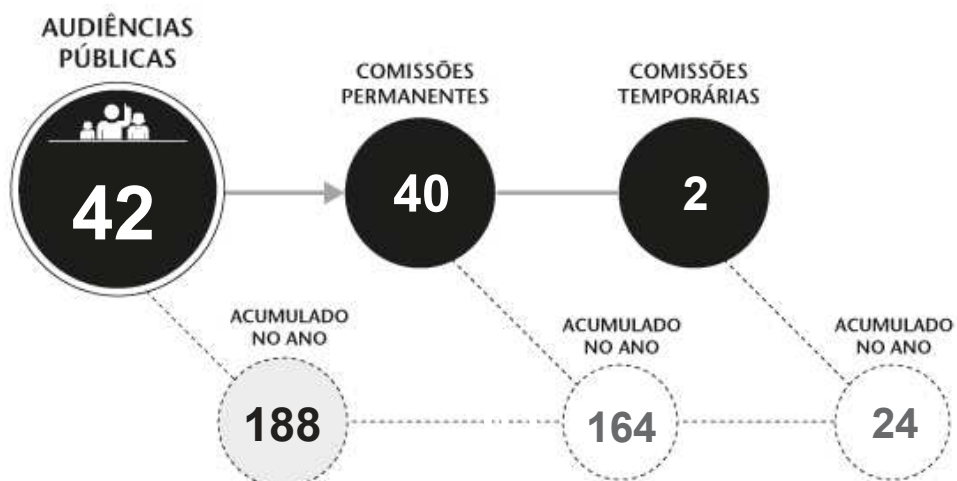 AUDIÊNCIAS
PÚBLICAS
42
COMISSÕES
PERMANENTES
40
COMISSÕES
TEMPORÁRIAS
2
ACUMULADO
NO ANO
188
ACUMULADO
NO ANO
164
ACUMULADO
NO ANO
24